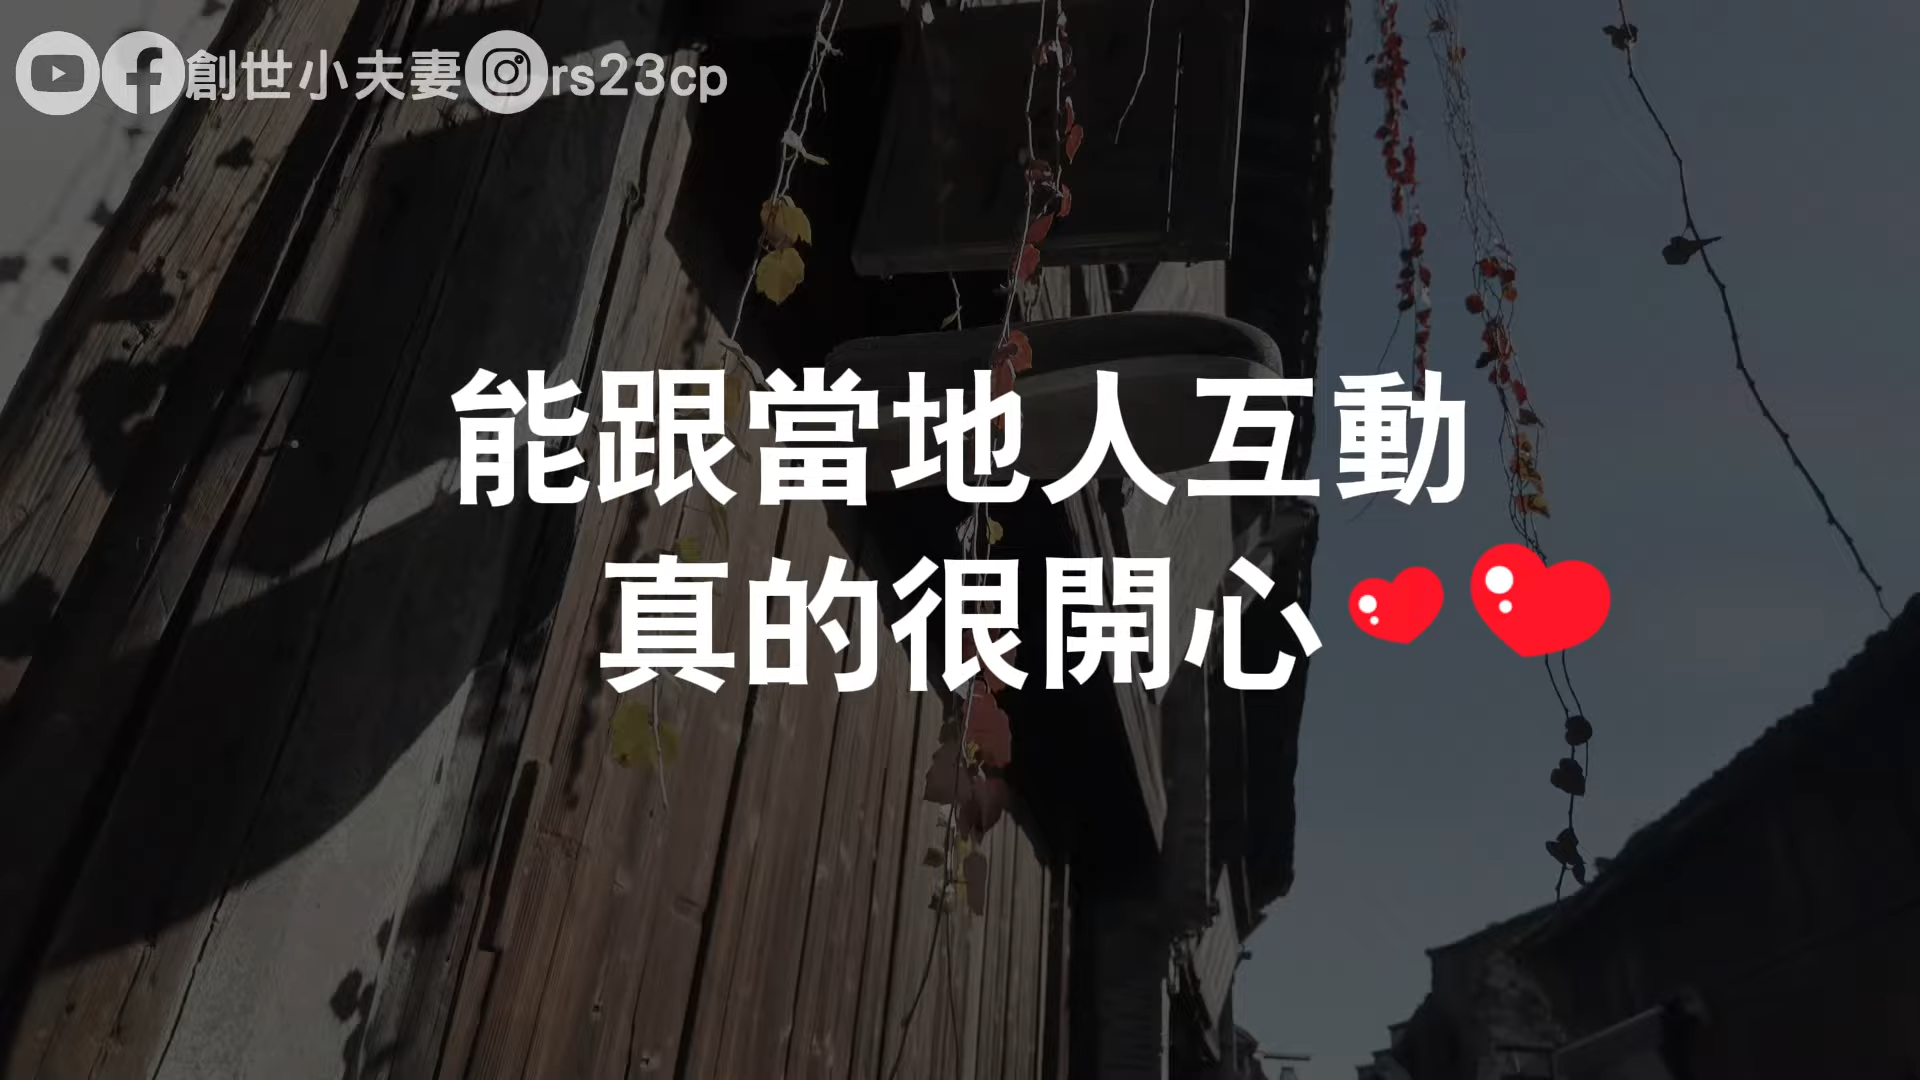 創世小夫妻 rs23cp
能跟當地人互動
真的很開心